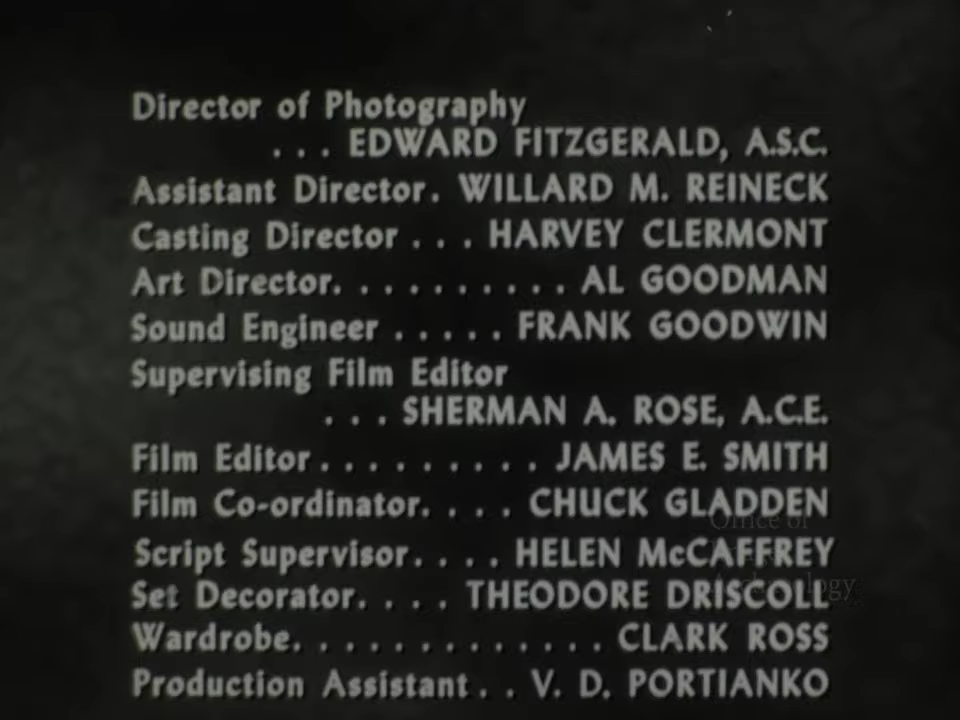 Director of Photography
. . . EDWARD FITZGERALD, A.S.C.
Assistant Director. WILLARD M. REINECK
Casting Director . . . HARVEY CLERMONT
Art Director. . . . . . . . . . AL GOODMAN
Sound Engineer . . . . . FRANK GOODWIN
Supervising Film Editor
. . . SHERMAN A. ROSE, A.C.E.
Film Editor . . . . . . . . . . JAMES E. SMITH
Film Co-ordinator. . . . CHUCK GLADDEN
Office of
Script Supervisor. . . . HELEN McCAFFREY
Set Decorator. . . . THEODORE DRISCOLL
Wardrobe. . . . . . . . . . . . . CLARK ROSS
Production Assistant . . V. D. PORTIANKO